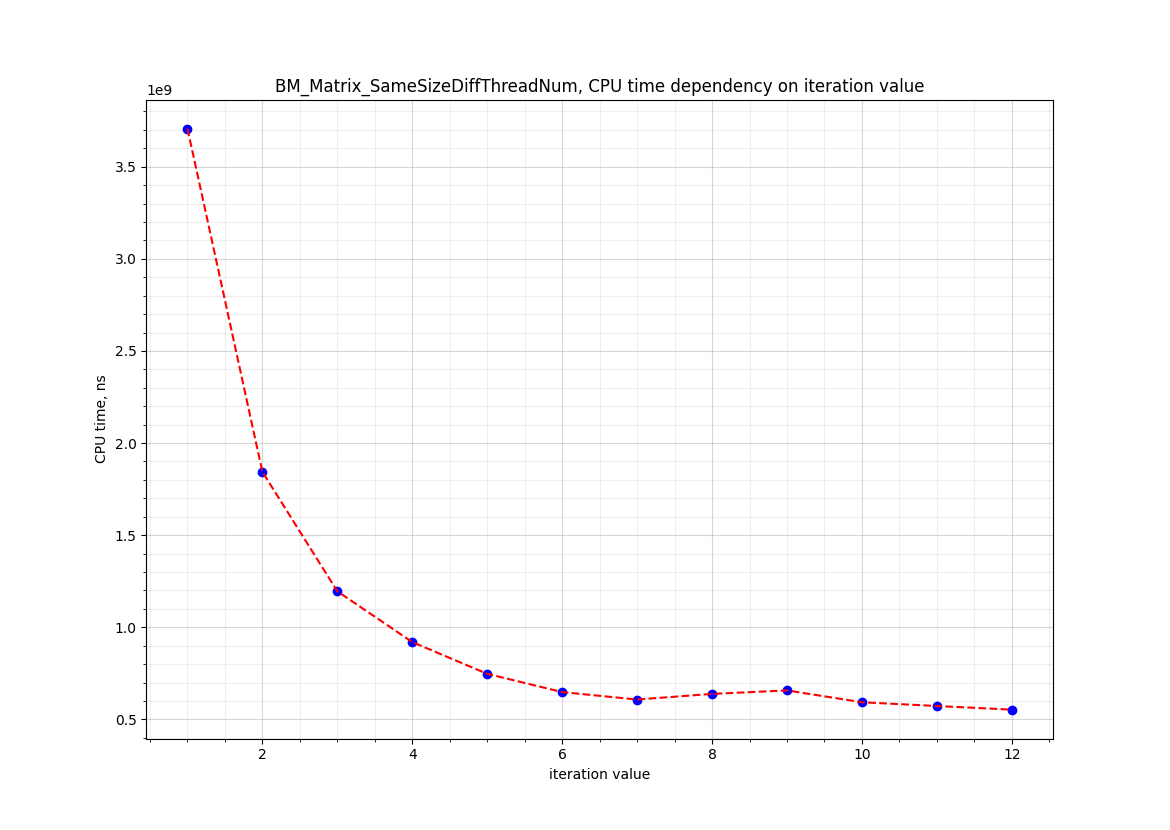 BM_Matrix_SameSizeDiffThreadNum, CPU time dependency on iteration value
1e9
3.5
3.0
2.5
2.0
1.5
1.0
0.5
CPU time, ns
2 4 6 8 10 12
iteration value